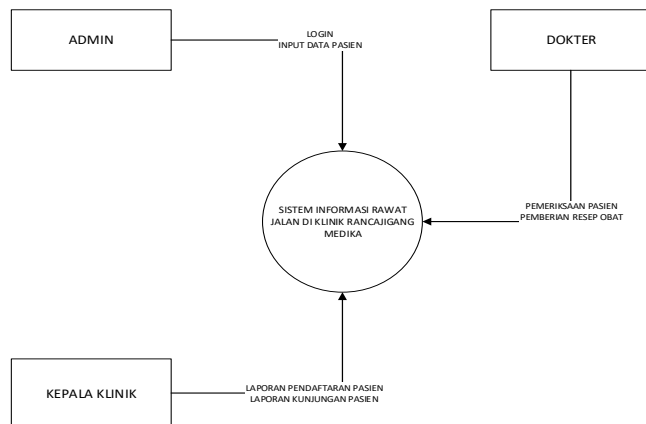 ADMIN
LOGIN
INPUT DATA PASIEN
DOKTER
SISTEM INFORMASI RAWAT
JALAN DI KLINIK RANCAJIGANG
MEDIKA
PEMERIKSAAN PASIEN
PEMBERIAN RESEP OBAT
KEPALA KLINIK
LAPORAN PENDAFTARAN PASIEN
LAPORAN KUNJUNGAN PASIEN